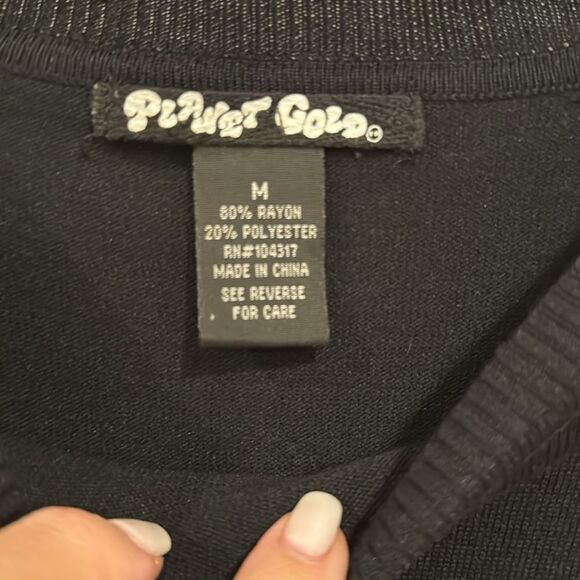 PLANET GOLD®
M
80% RAYON
20% POLYESTER
RN#104317
MADE IN CHINA
SEE REVERSE
FOR CARE